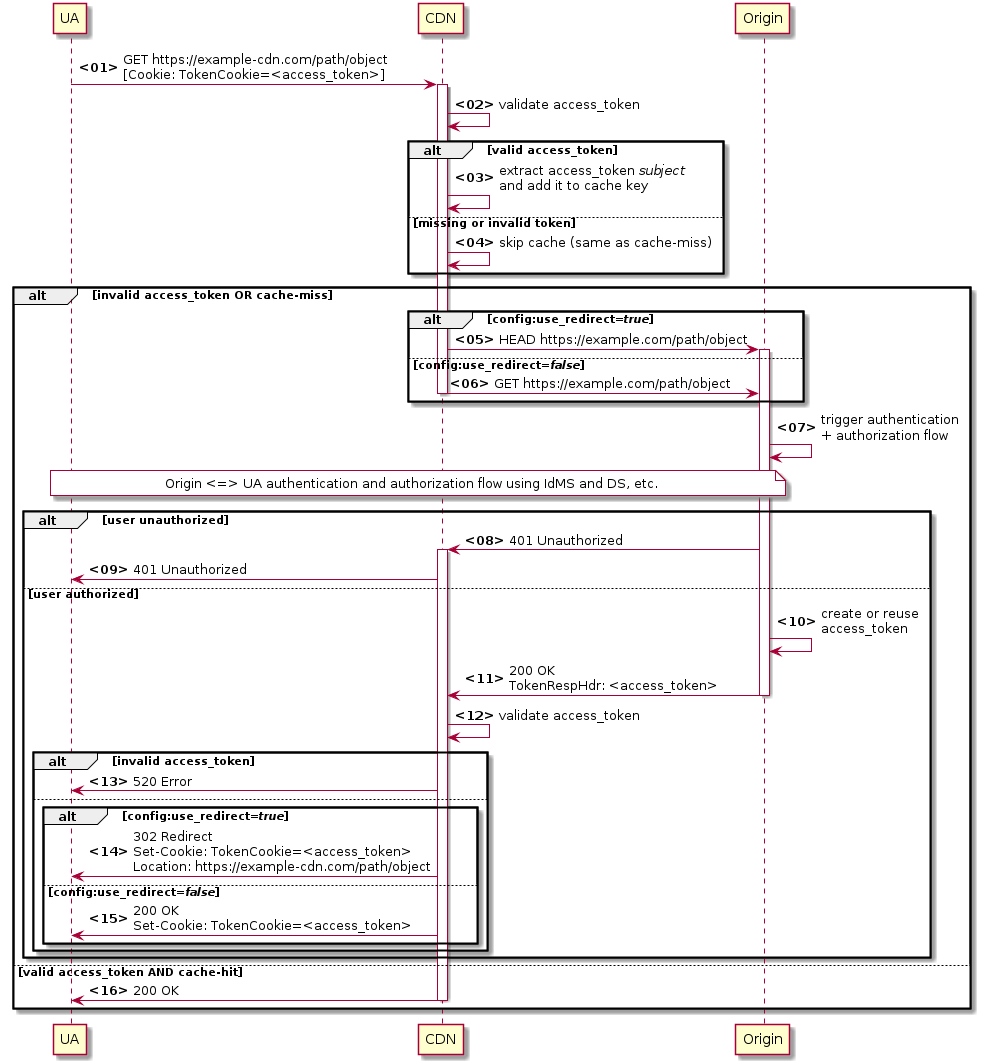 UA
CDN
Origin
<01> GET https://example-cdn.com/path/object
[Cookie: TokenCookie=<access_token>]
<02> validate access_token
alt [valid access_token]
<03> extract access_token subject
and add it to cache key
[missing or invalid token]
<04> skip cache (same as cache-miss)
alt [invalid access_token OR cache-miss]
alt [config:use_redirect=true]
<05> HEAD https://example.com/path/object
[config:use_redirect=false]
<06> GET https://example.com/path/object
<07> trigger authentication
+ authorization flow
Origin <=> UA authentication and authorization flow using IdMS and DS, etc.
alt [user unauthorized]
<08> 401 Unauthorized
<09> 401 Unauthorized
[user authorized]
<10> create or reuse
access_token
<11> 200 OK
TokenRespHdr: <access_token>
<12> validate access_token
alt [invalid access_token]
<13> 520 Error
alt [config:use_redirect=true]
<14> 302 Redirect
Set-Cookie: TokenCookie=<access_token>
Location: https://example-cdn.com/path/object
[config:use_redirect=false]
<15> 200 OK
Set-Cookie: TokenCookie=<access_token>
[valid access_token AND cache-hit]
<16> 200 OK
UA
CDN
Origin